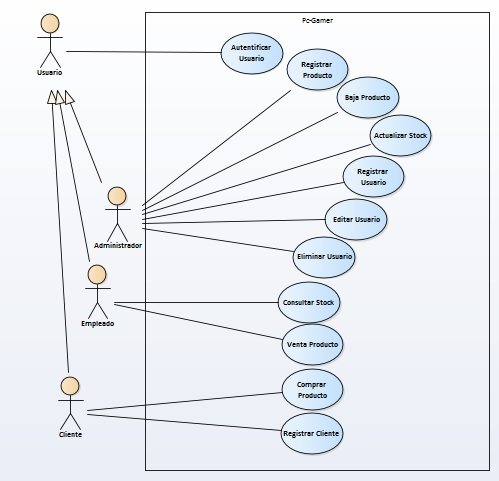 Pc-Gamer
Usuario
Autentificar
Usuario
Registrar
Producto
Baja Producto
Actualizar Stock
Registrar
Usuario
Editar Usuario
Administrador
Eliminar Usuario
Consultar Stock
Empleado
Venta Producto
Comprar
Producto
Cliente
Registrar Cliente